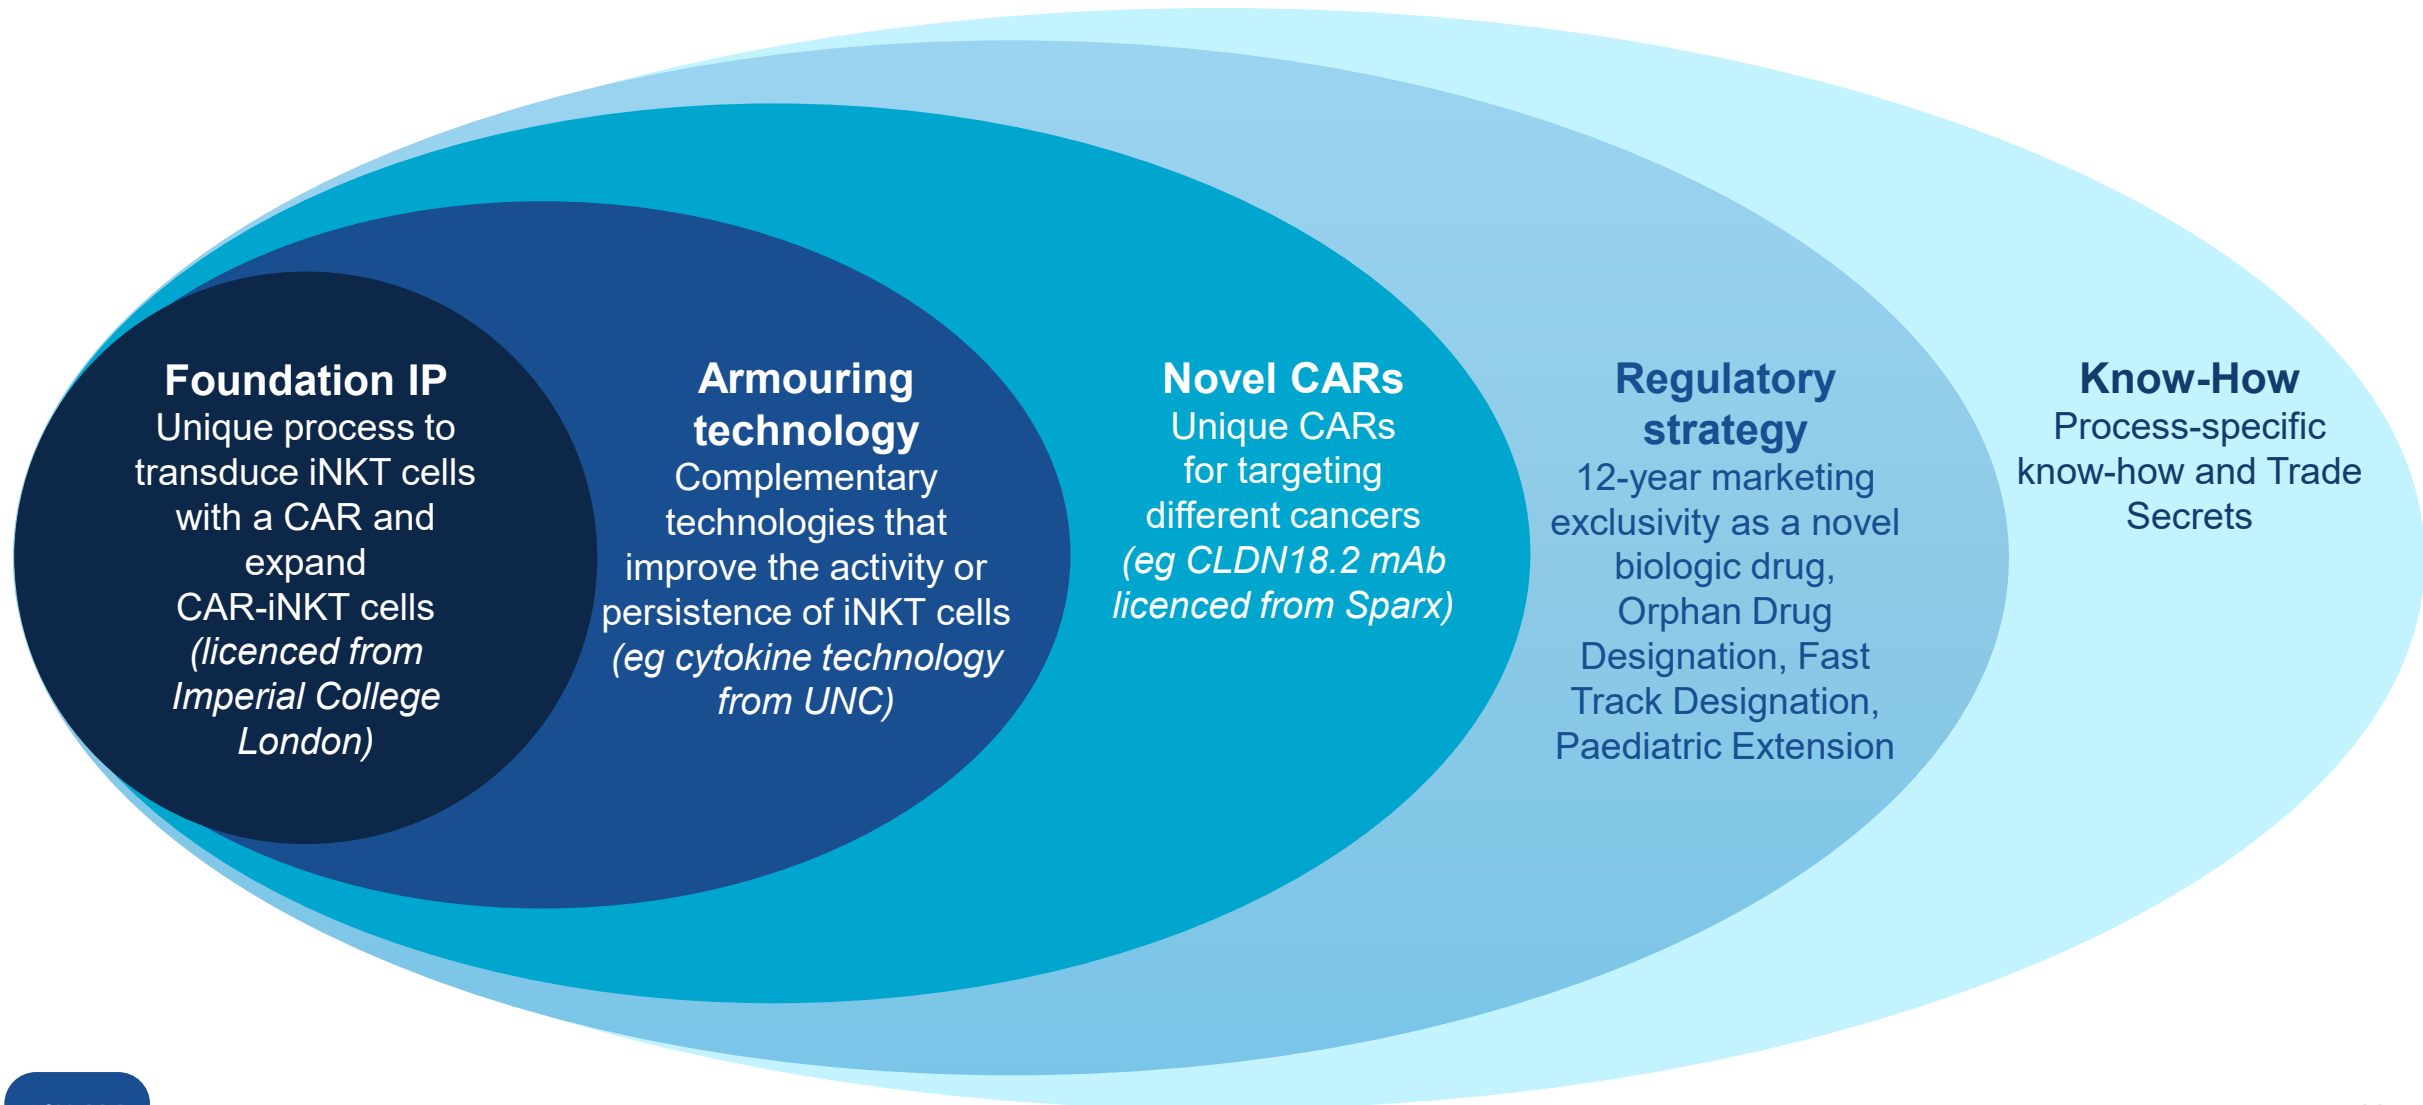 Foundation IP
Unique process to
transduce iNKT cells
with a CAR and
expand
CAR-iNKT cells
(licenced from
Imperial College
London)
Armouring
technology
Complementary
technologies that
improve the activity or
persistence of iNKT cells
(eg cytokine technology
from UNC)
Novel CARs
Unique CARs
for targeting
different cancers
(eg CLDN18.2 mAb
licenced from Sparx)
Regulatory
strategy
12-year marketing
exclusivity as a novel
biologic drug,
Orphan Drug
Designation, Fast
Track Designation,
Paediatric Extension
Know-How
Process-specific
know-how and Trade
Secrets